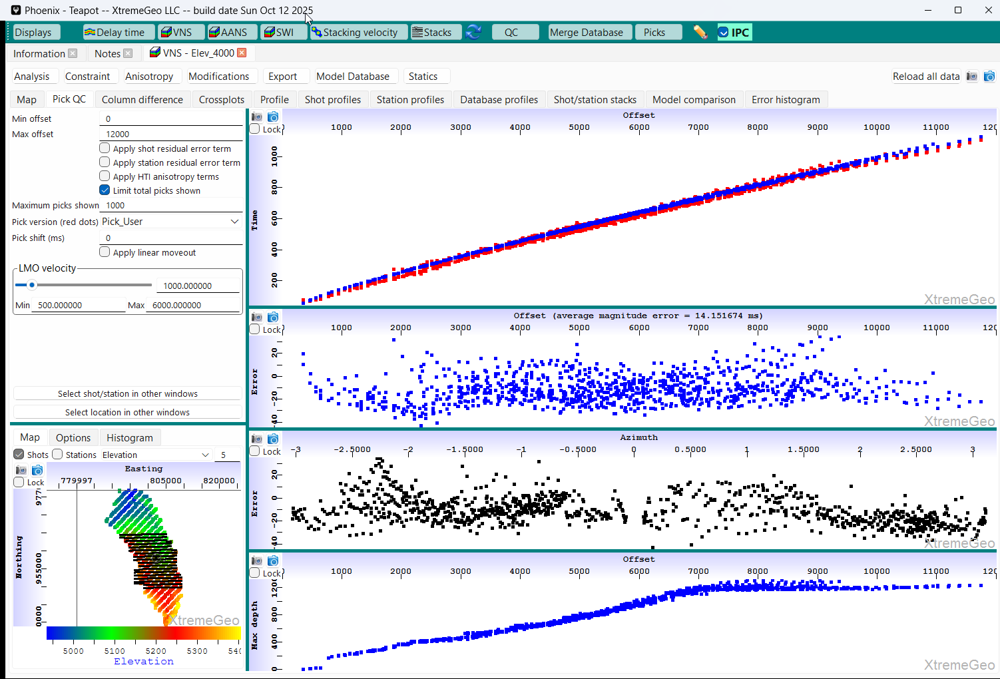 Phoenix - Teapot -- XtremeGeo LLC -- build date Sun Oct 12 2025
Displays Delay time VNS AANS SWI Stacking velocity Stacks QC Merge Database Picks IPC
Information Notes VNS - Elev_4000
Analysis Constraint Anisotropy Modifications Export Model Database Statics Reload all data
Map Pick QC Column difference Crossplots Profile Shot profiles Station profiles Database profiles Shot/station stacks Model comparison Error histogram
Min offset 0
Max offset 12000
Apply shot residual error term
Apply station residual error term
Apply HTI anisotropy terms
Limit total picks shown
Maximum picks shown 1000
Pick version (red dots) Pick_User
Pick shift (ms) 0
Apply linear moveout
LMO velocity
1000.000000
Min 500.000000 Max 6000.000000
Select shot/station in other windows
Select location in other windows
Map Options Histogram
Shots Stations Elevation 5
Easting
Lock 779997 805000 820000
Northing
977
955000
0000
XtremeGeo
5000 5100 5200 5300 540
Elevation
Offset
Lock 1000 2000 3000 4000 5000 6000 7000 8000 9000 10000 11000 120
Time
1000
800
600
400
200
XtremeGeo
Offset (average magnitude error = 14.151674 ms)
Lock 1000 2000 3000 4000 5000 6000 7000 8000 9000 10000 11000 120
Error
20
0
-20
-40
XtremeGeo
Azimuth
Lock -3 -2.5000 -2 -1.5000 -1 -0.5000 0 0.5000 1 1.5000 2 2.5000 3
Error
20
0
-20
-40
XtremeGeo
Offset
Lock 1000 2000 3000 4000 5000 6000 7000 8000 9000 10000 11000 120
Max depth
1200
800
400
0
XtremeGeo